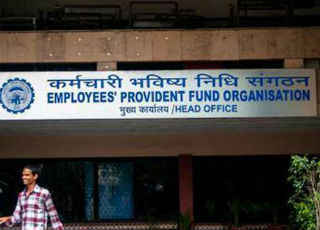 कर्मचारी भविष्य निधि संगठन
EMPLOYEES' PROVIDENT FUND ORGANISATION
मुख्य कार्यालय /HEAD OFFICE